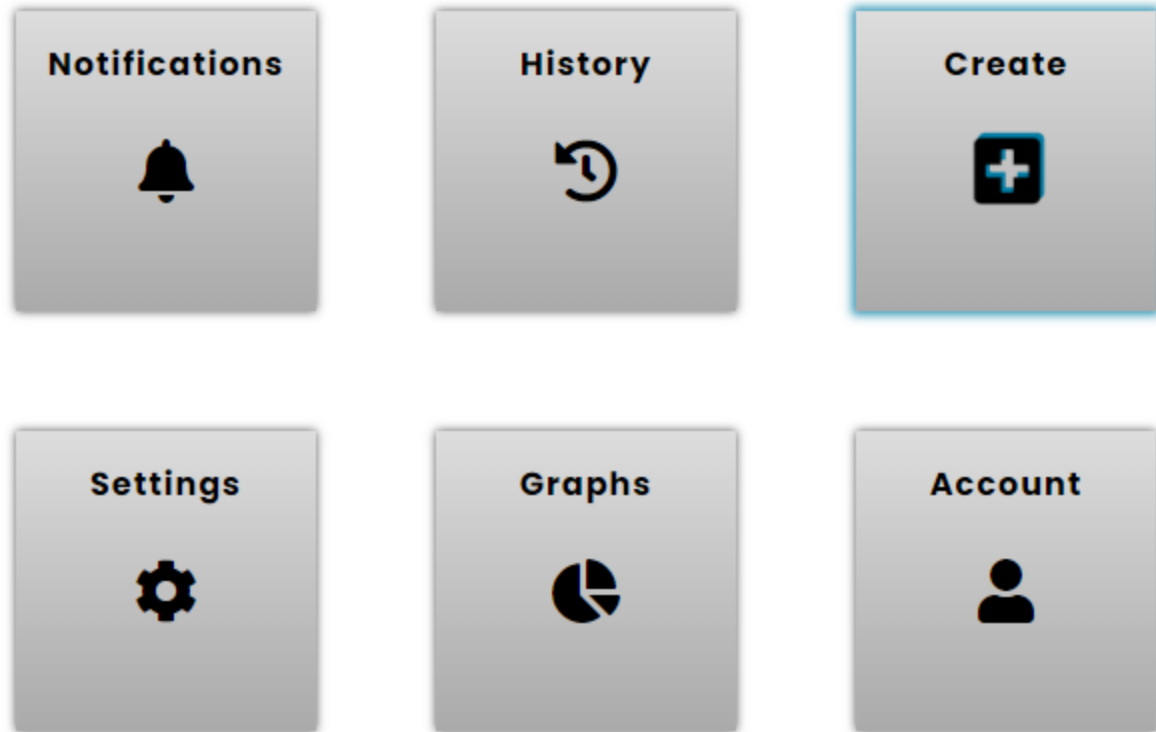 Notifications
History
Create
Settings
Graphs
Account